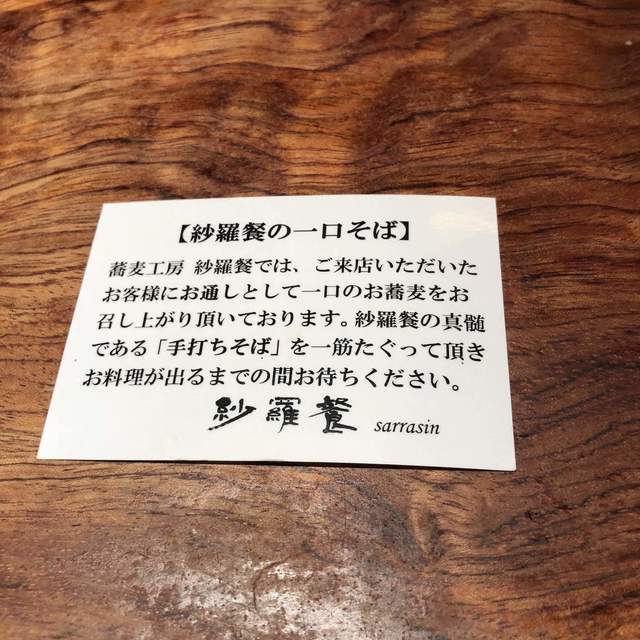 【紗羅餐の一口そば】
蕎麦工房 紗羅餐では、ご来店いただいた
お客様にお通しとして一口のお蕎麦をお
召し上がり頂いております。紗羅餐の真髄
である「手打ちそば」を一筋たぐって頂き
お料理が出るまでの間お待ちください。
紗羅餐 sarrasin